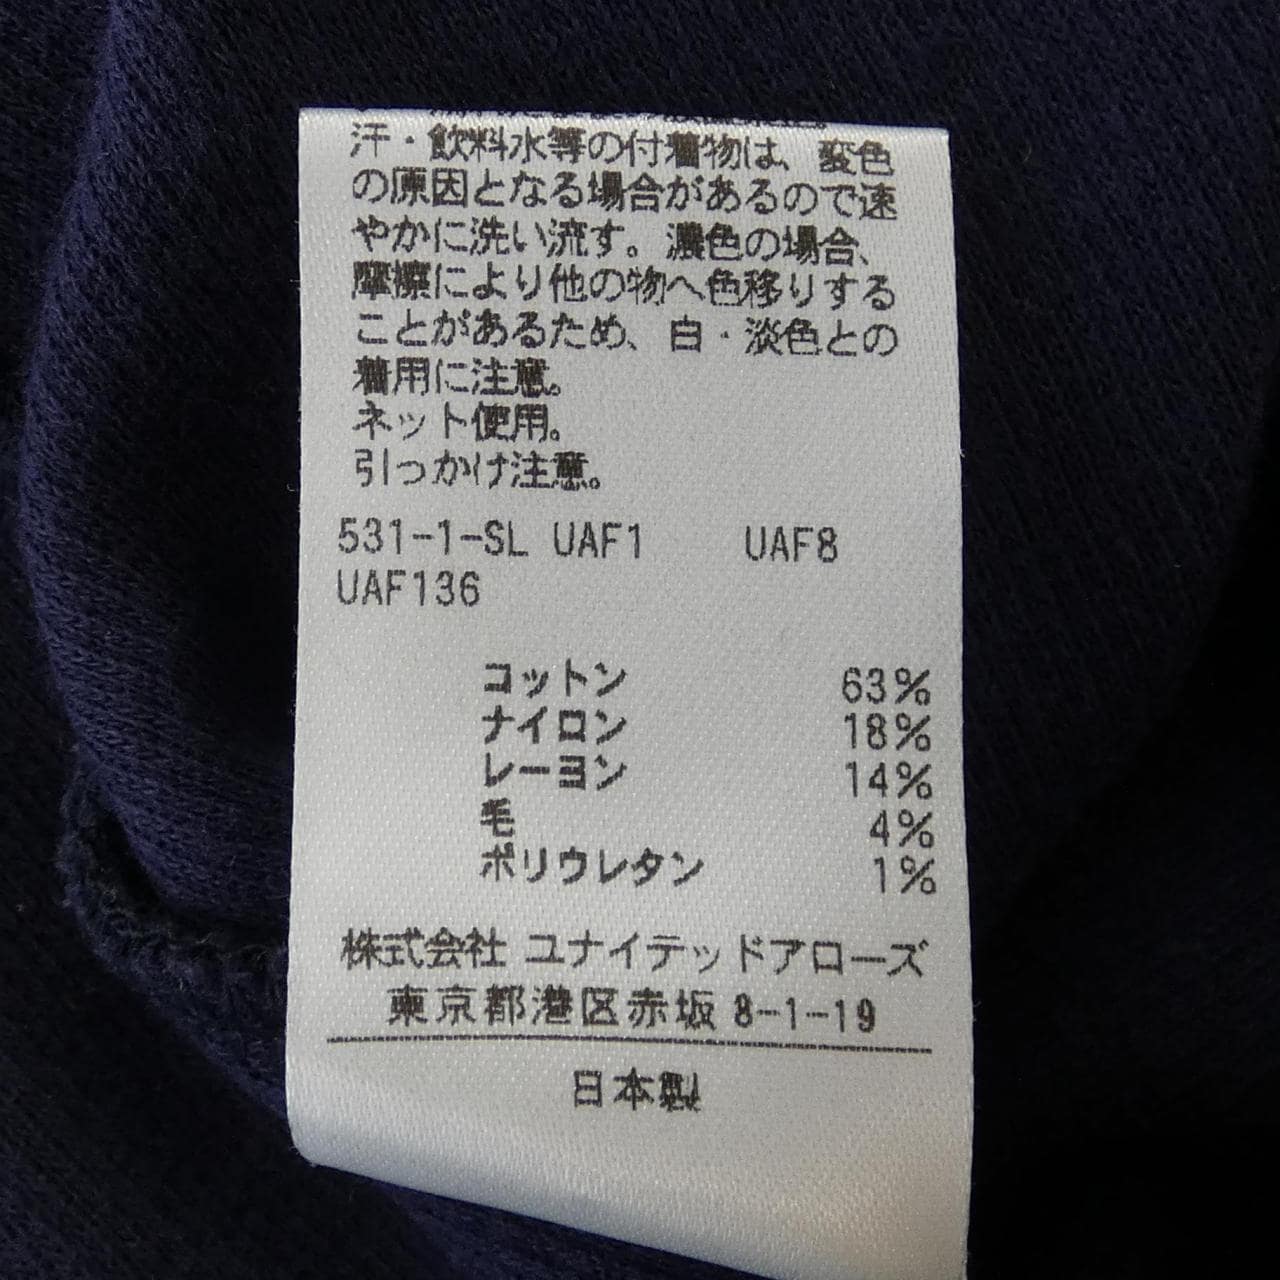 汗・飲料水等の付着物は、変色
の原因となる場合があるので速
やかに洗い流す。濃色の場合、
摩擦により他の物へ色移りする
ことがあるため、白・淡色との
着用に注意。
ネット使用。
引っかけ注意。
531-1-SL UAF1 UAF8
UAF136
コットン 63%
ナイロン 18%
レーヨン 14%
毛 4%
ポリウレタン 1%
株式会社 ユナイテッドアローズ
東京都港区赤坂 8-1-19
日本製